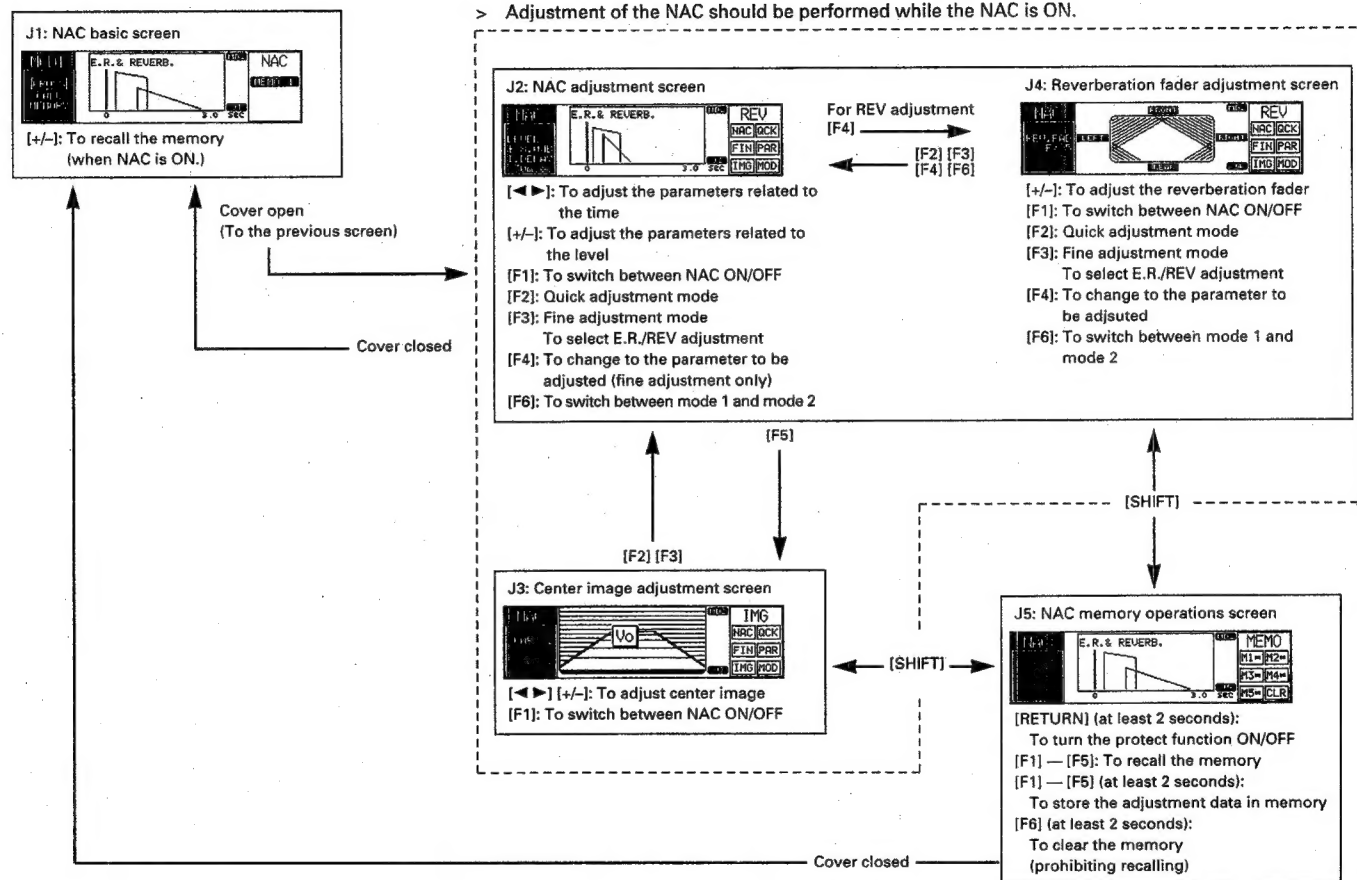 > Adjustment of the NAC should be performed while the NAC is ON.
J1: NAC basic screen
E.R.& REVERB.
0 3.0 sec
NAC
[+/–]: To recall the memory
(when NAC is ON.)
Cover open
(To the previous screen)
Cover closed
J2: NAC adjustment screen
NAC
LEVEL
E.R.& REVERB.
0 3.0 sec
REV
NAC QCK
FIN PAR
IMG MOD
[◄ ►]: To adjust the parameters related to
the time
[+/–]: To adjust the parameters related to
the level
[F1]: To switch between NAC ON/OFF
[F2]: Quick adjustment mode
[F3]: Fine adjustment mode
To select E.R./REV adjustment
[F4]: To change to the parameter to be
adjusted (fine adjustment only)
[F6]: To switch between mode 1 and mode 2
For REV adjustment
[F4]
[F2] [F3]
[F4] [F6]
J4: Reverberation fader adjustment screen
NAC
LEFT
RIGHT
REV
NAC QCK
FIN PAR
IMG MOD
[+/–]: To adjust the reverberation fader
[F1]: To switch between NAC ON/OFF
[F2]: Quick adjustment mode
[F3]: Fine adjustment mode
To select E.R./REV adjustment
[F4]: To change to the parameter to
be adjsuted
[F6]: To switch between mode 1 and
mode 2
[F5]
[F2] [F3]
[SHIFT]
J3: Center image adjustment screen
NAC
Vo
IMG
NAC QCK
FIN PAR
IMG MOD
[◄ ►] [+/–]: To adjust center image
[F1]: To switch between NAC ON/OFF
[SHIFT]
J5: NAC memory operations screen
NAC
E.R.& REVERB.
0 3.0 sec
MEMO
M1 M2
M3 M4
M5 CLR
[RETURN] (at least 2 seconds):
To turn the protect function ON/OFF
[F1] — [F5]: To recall the memory
[F1] — [F5] (at least 2 seconds):
To store the adjustment data in memory
[F6] (at least 2 seconds):
To clear the memory
(prohibiting recalling)
Cover closed